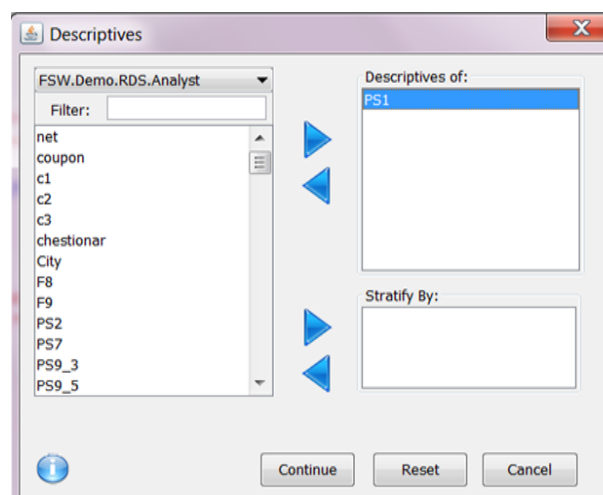 Descriptives
FSW.Demo.RDS.Analyst
Filter:
net
coupon
c1
c2
c3
chestionar
City
F8
F9
PS2
PS7
PS9_3
PS9_5
Descriptives of:
PS1
Stratify By:
Continue
Reset
Cancel